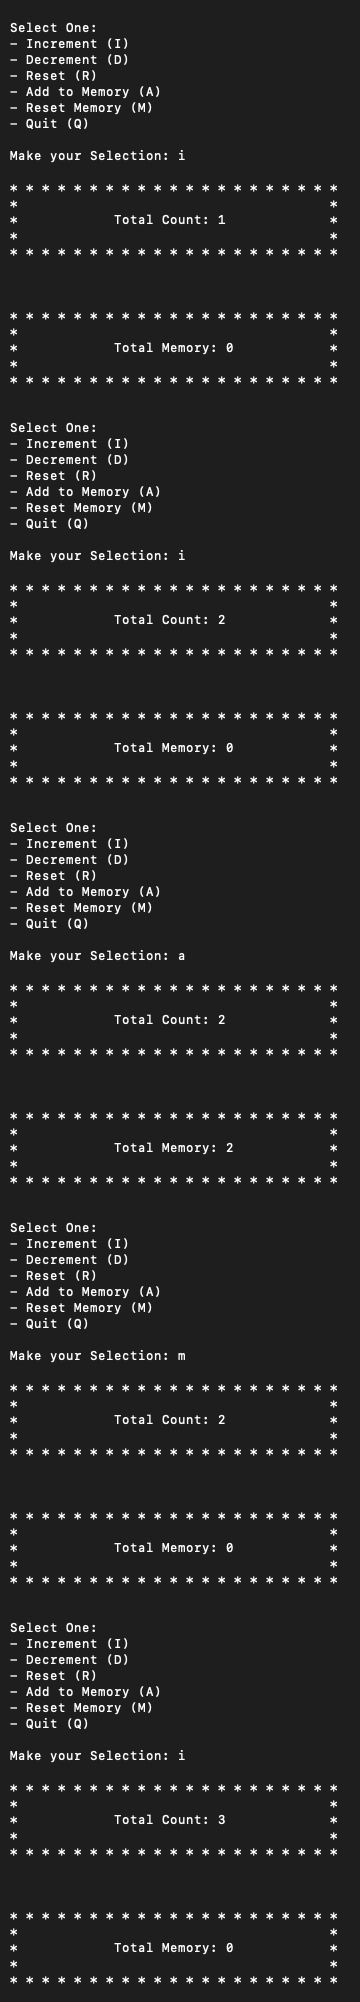 Select One:
- Increment (I)
- Decrement (D)
- Reset (R)
- Add to Memory (A)
- Reset Memory (M)
- Quit (Q)
Make your Selection: i
* * * * * * * * * * * * * * * * * * * * *
*                                       *
*            Total Count: 1             *
*                                       *
* * * * * * * * * * * * * * * * * * * * *
* * * * * * * * * * * * * * * * * * * * *
*                                       *
*            Total Memory: 0            *
*                                       *
* * * * * * * * * * * * * * * * * * * * *
Select One:
- Increment (I)
- Decrement (D)
- Reset (R)
- Add to Memory (A)
- Reset Memory (M)
- Quit (Q)
Make your Selection: i
* * * * * * * * * * * * * * * * * * * * *
*                                       *
*            Total Count: 2             *
*                                       *
* * * * * * * * * * * * * * * * * * * * *
* * * * * * * * * * * * * * * * * * * * *
*                                       *
*            Total Memory: 0            *
*                                       *
* * * * * * * * * * * * * * * * * * * * *
Select One:
- Increment (I)
- Decrement (D)
- Reset (R)
- Add to Memory (A)
- Reset Memory (M)
- Quit (Q)
Make your Selection: a
* * * * * * * * * * * * * * * * * * * * *
*                                       *
*            Total Count: 2             *
*                                       *
* * * * * * * * * * * * * * * * * * * * *
* * * * * * * * * * * * * * * * * * * * *
*                                       *
*            Total Memory: 2            *
*                                       *
* * * * * * * * * * * * * * * * * * * * *
Select One:
- Increment (I)
- Decrement (D)
- Reset (R)
- Add to Memory (A)
- Reset Memory (M)
- Quit (Q)
Make your Selection: m
* * * * * * * * * * * * * * * * * * * * *
*                                       *
*            Total Count: 2             *
*                                       *
* * * * * * * * * * * * * * * * * * * * *
* * * * * * * * * * * * * * * * * * * * *
*                                       *
*            Total Memory: 0            *
*                                       *
* * * * * * * * * * * * * * * * * * * * *
Select One:
- Increment (I)
- Decrement (D)
- Reset (R)
- Add to Memory (A)
- Reset Memory (M)
- Quit (Q)
Make your Selection: i
* * * * * * * * * * * * * * * * * * * * *
*                                       *
*            Total Count: 3             *
*                                       *
* * * * * * * * * * * * * * * * * * * * *
* * * * * * * * * * * * * * * * * * * * *
*                                       *
*            Total Memory: 0            *
*                                       *
* * * * * * * * * * * * * * * * * * * * *